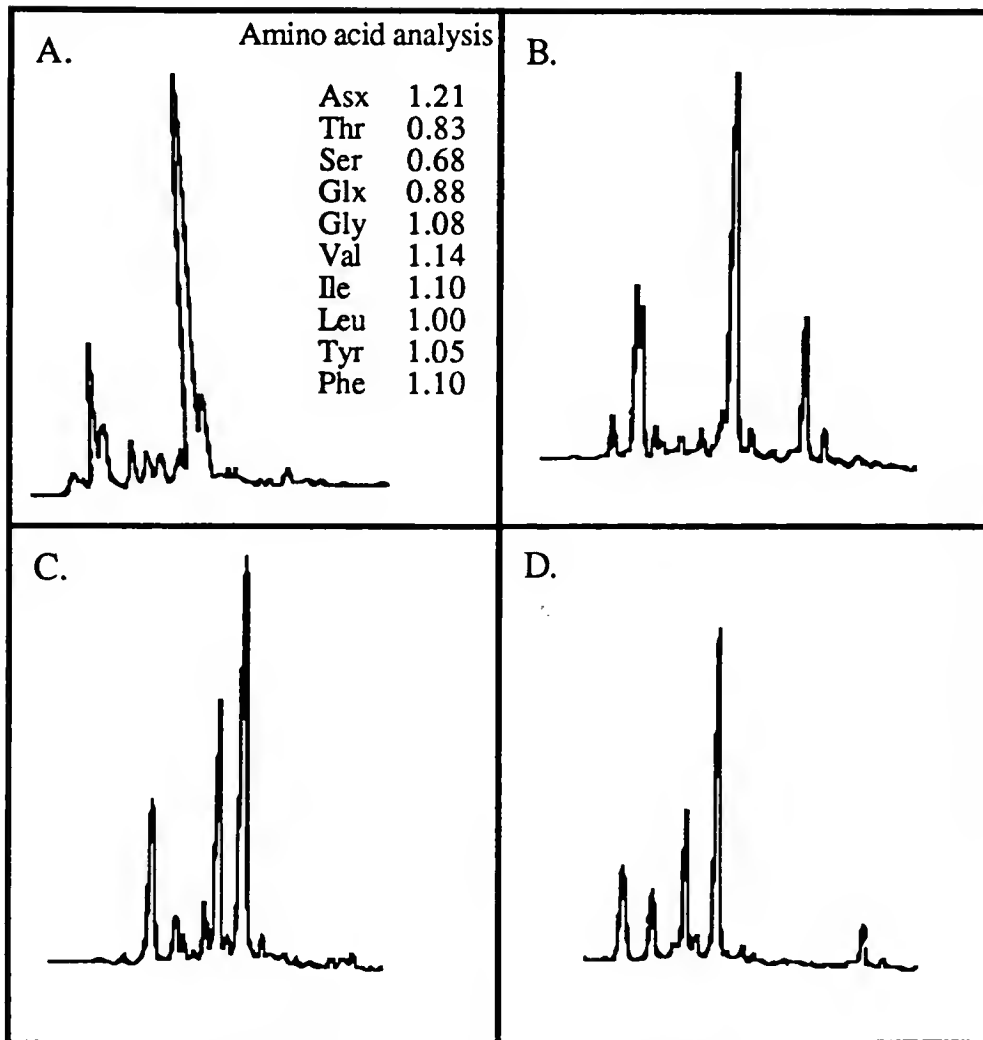 A.
Amino acid analysis
Asx 1.21
Thr 0.83
Ser 0.68
Glx 0.88
Gly 1.08
Val 1.14
Ile 1.10
Leu 1.00
Tyr 1.05
Phe 1.10
B.
C.
D.